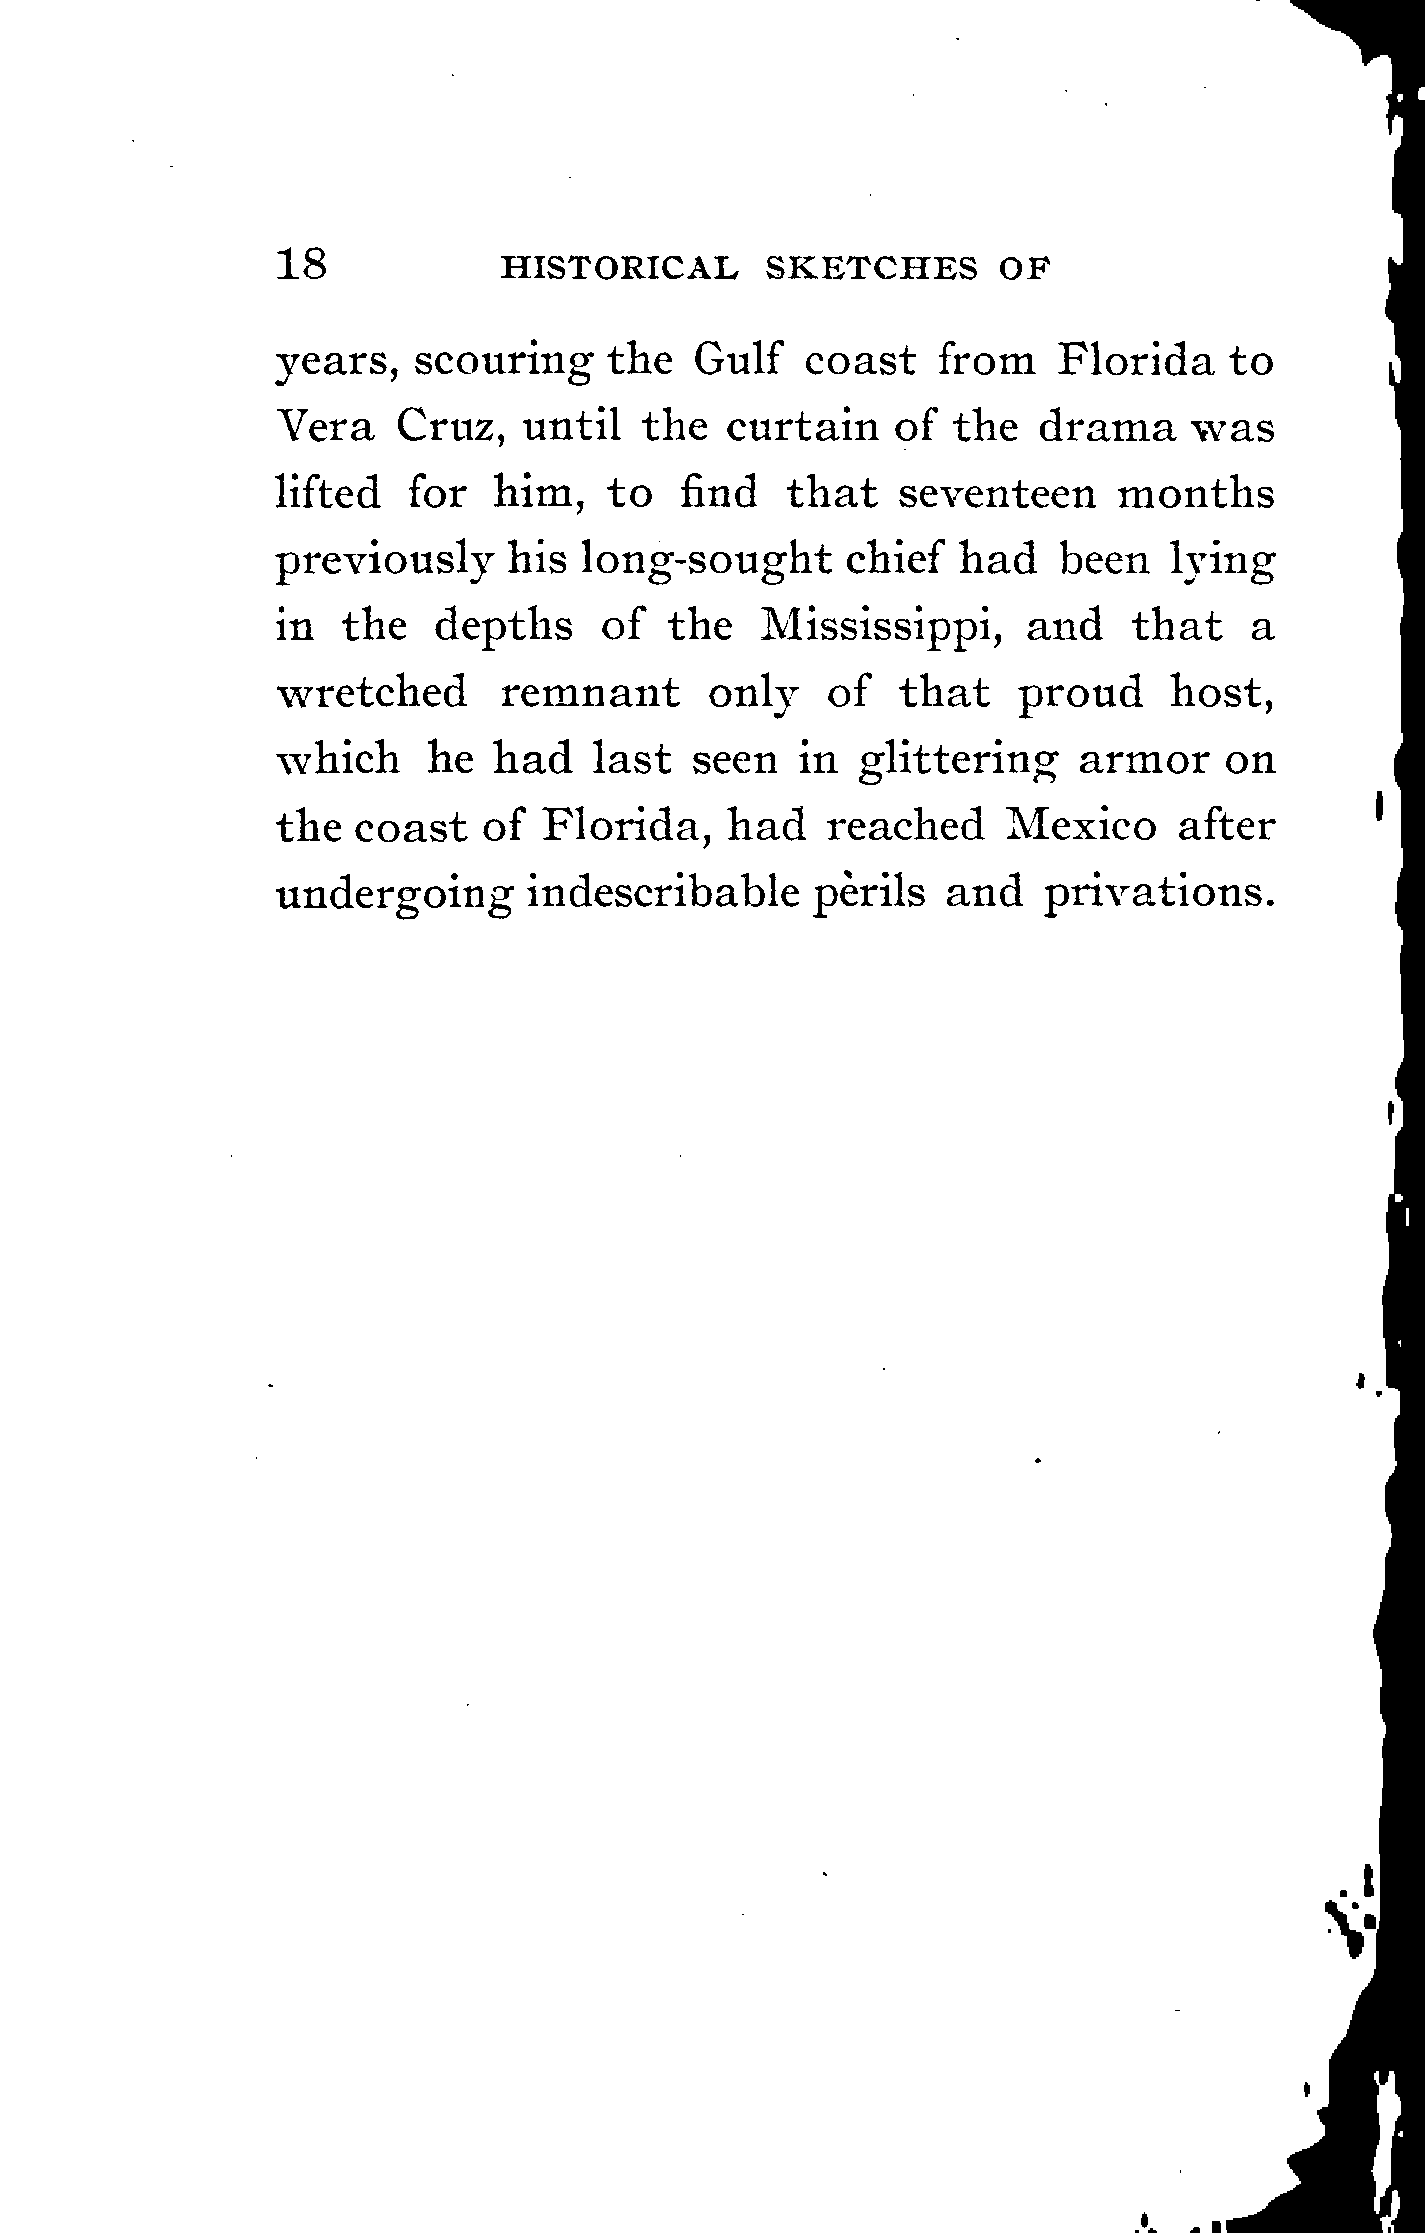 18 HISTORICAL SKETCHES OF
years, scouring the Gulf coast from Florida to
Vera Cruz, until the curtain of the drama was
lifted for him, to find that seventeen months
previously his long-sought chief had been lying
in the depths of the Mississippi, and that a
wretched remnant only of that proud host,
which he had last seen in glittering armor on
the coast of Florida, had reached Mexico after
undergoing indescribable perils and privations.